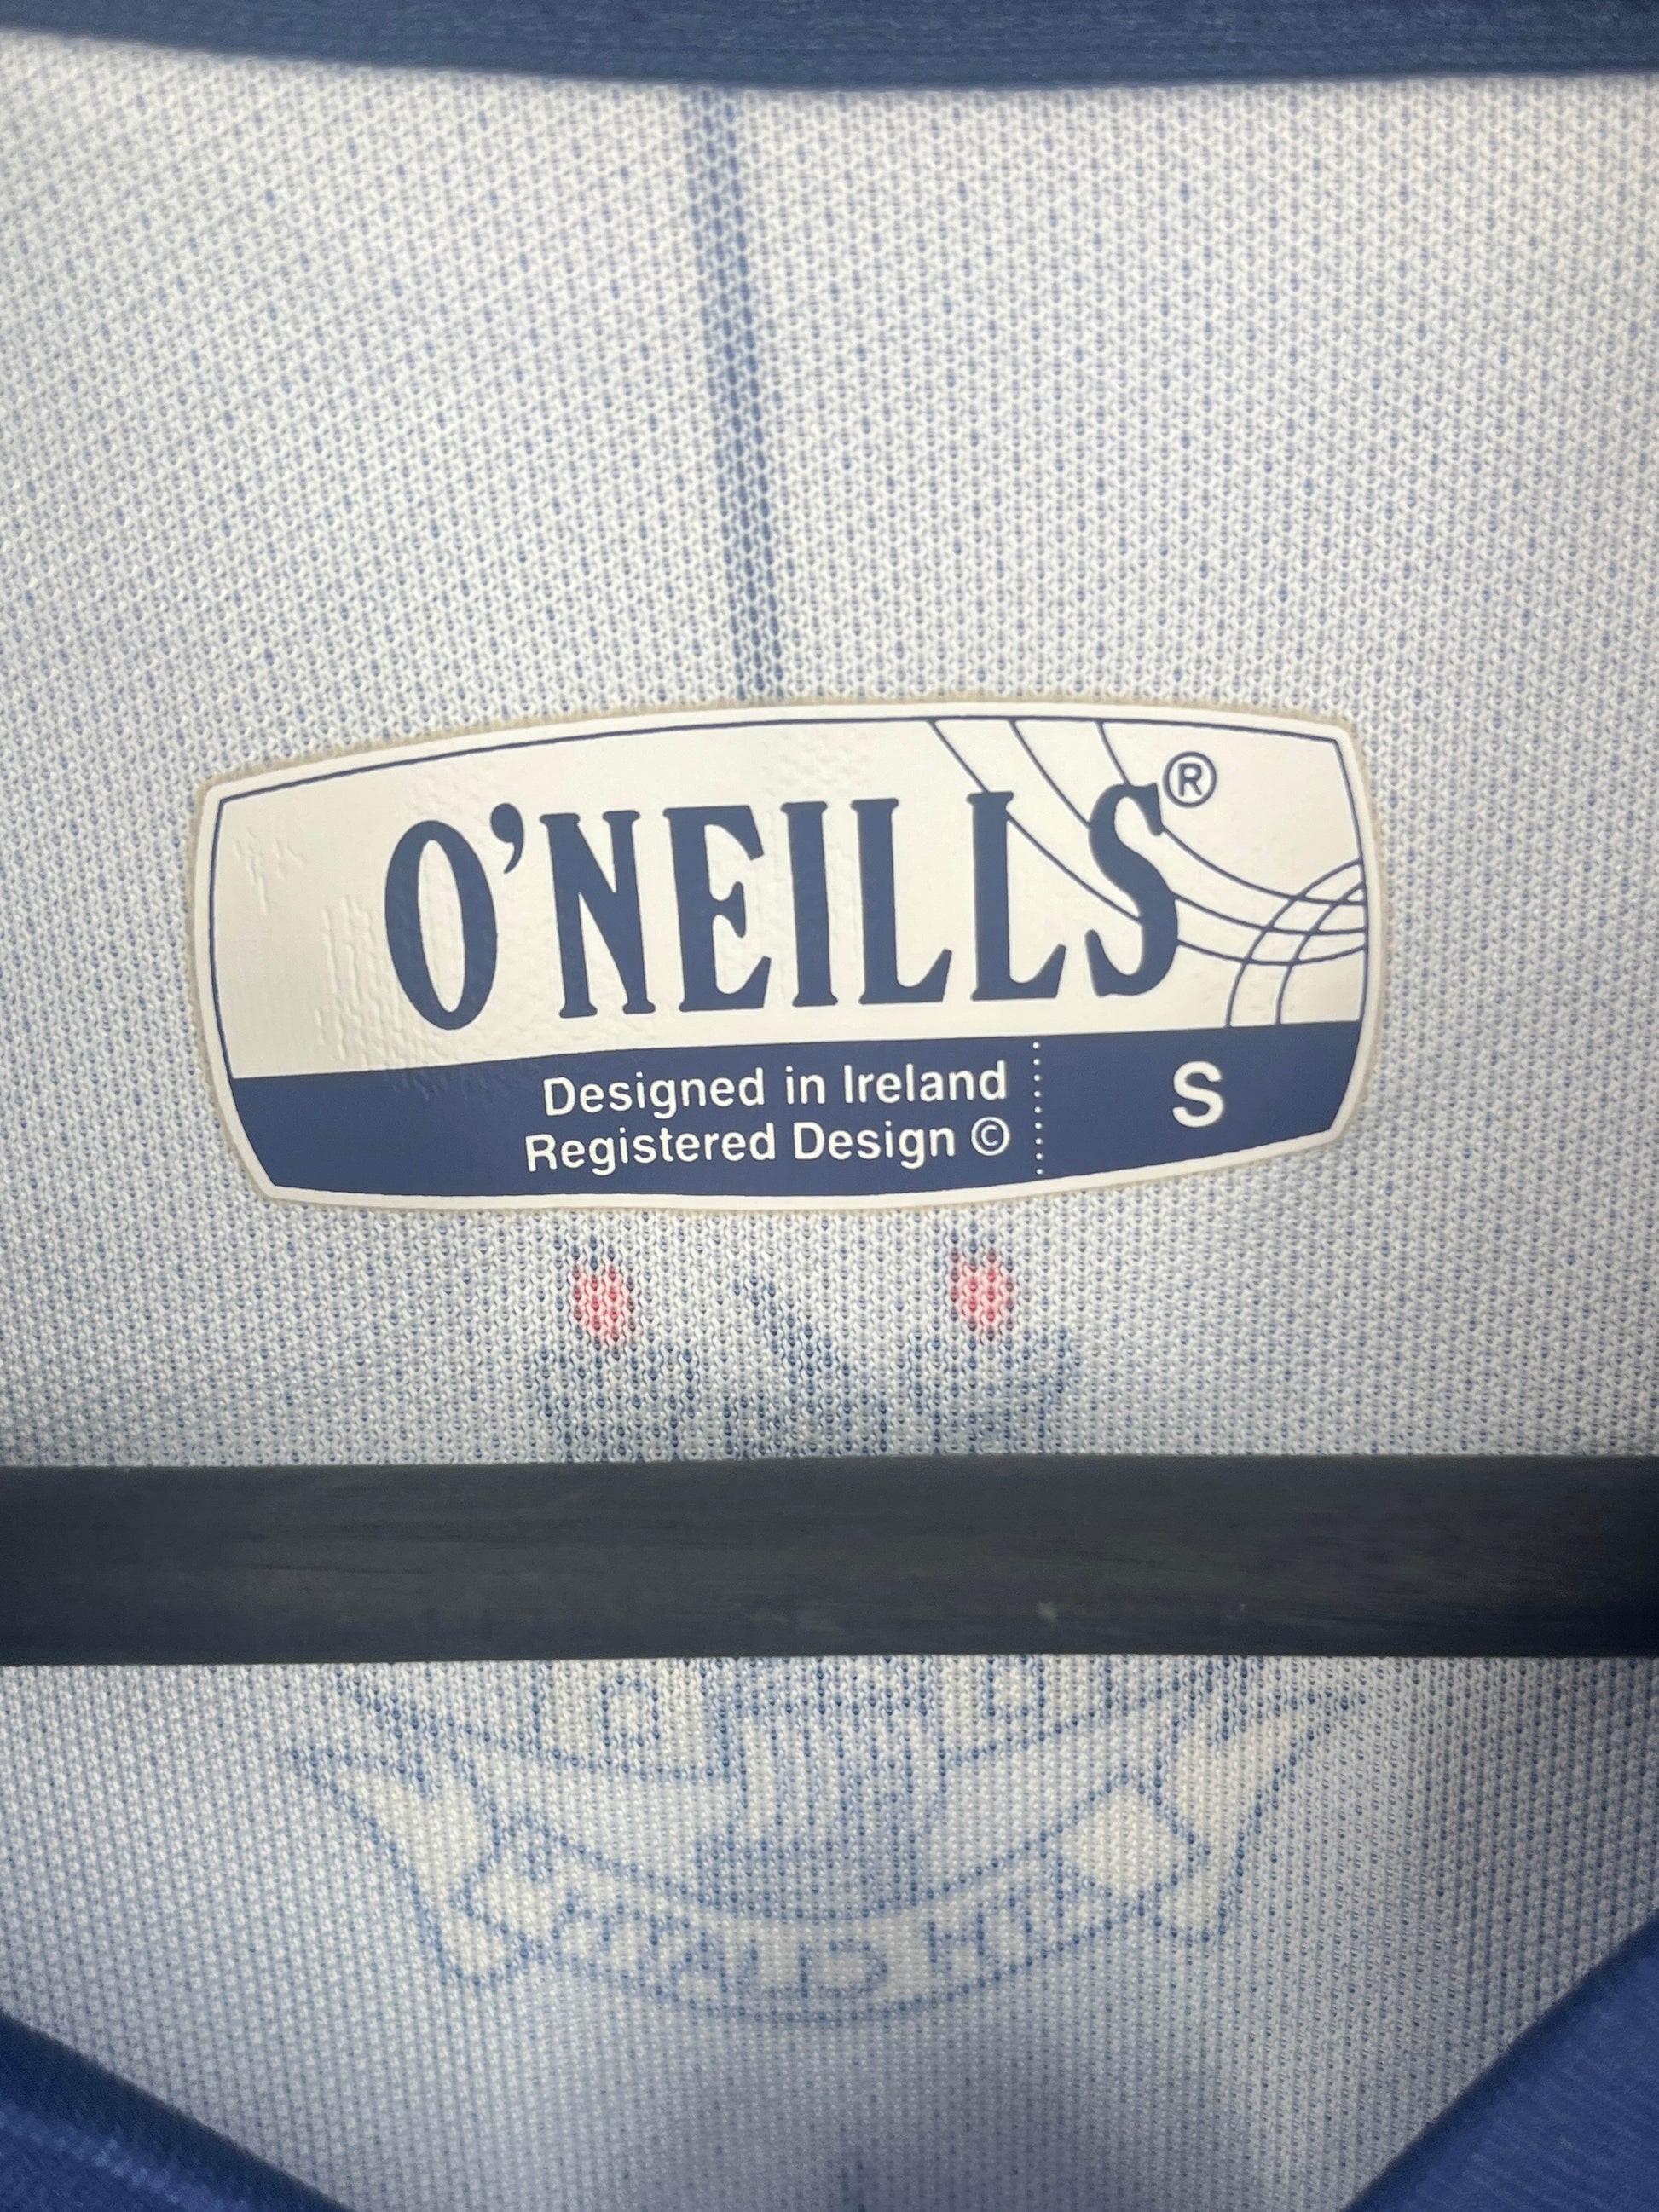 O'NEILLS®
Designed in Ireland
Registered Design ©
S